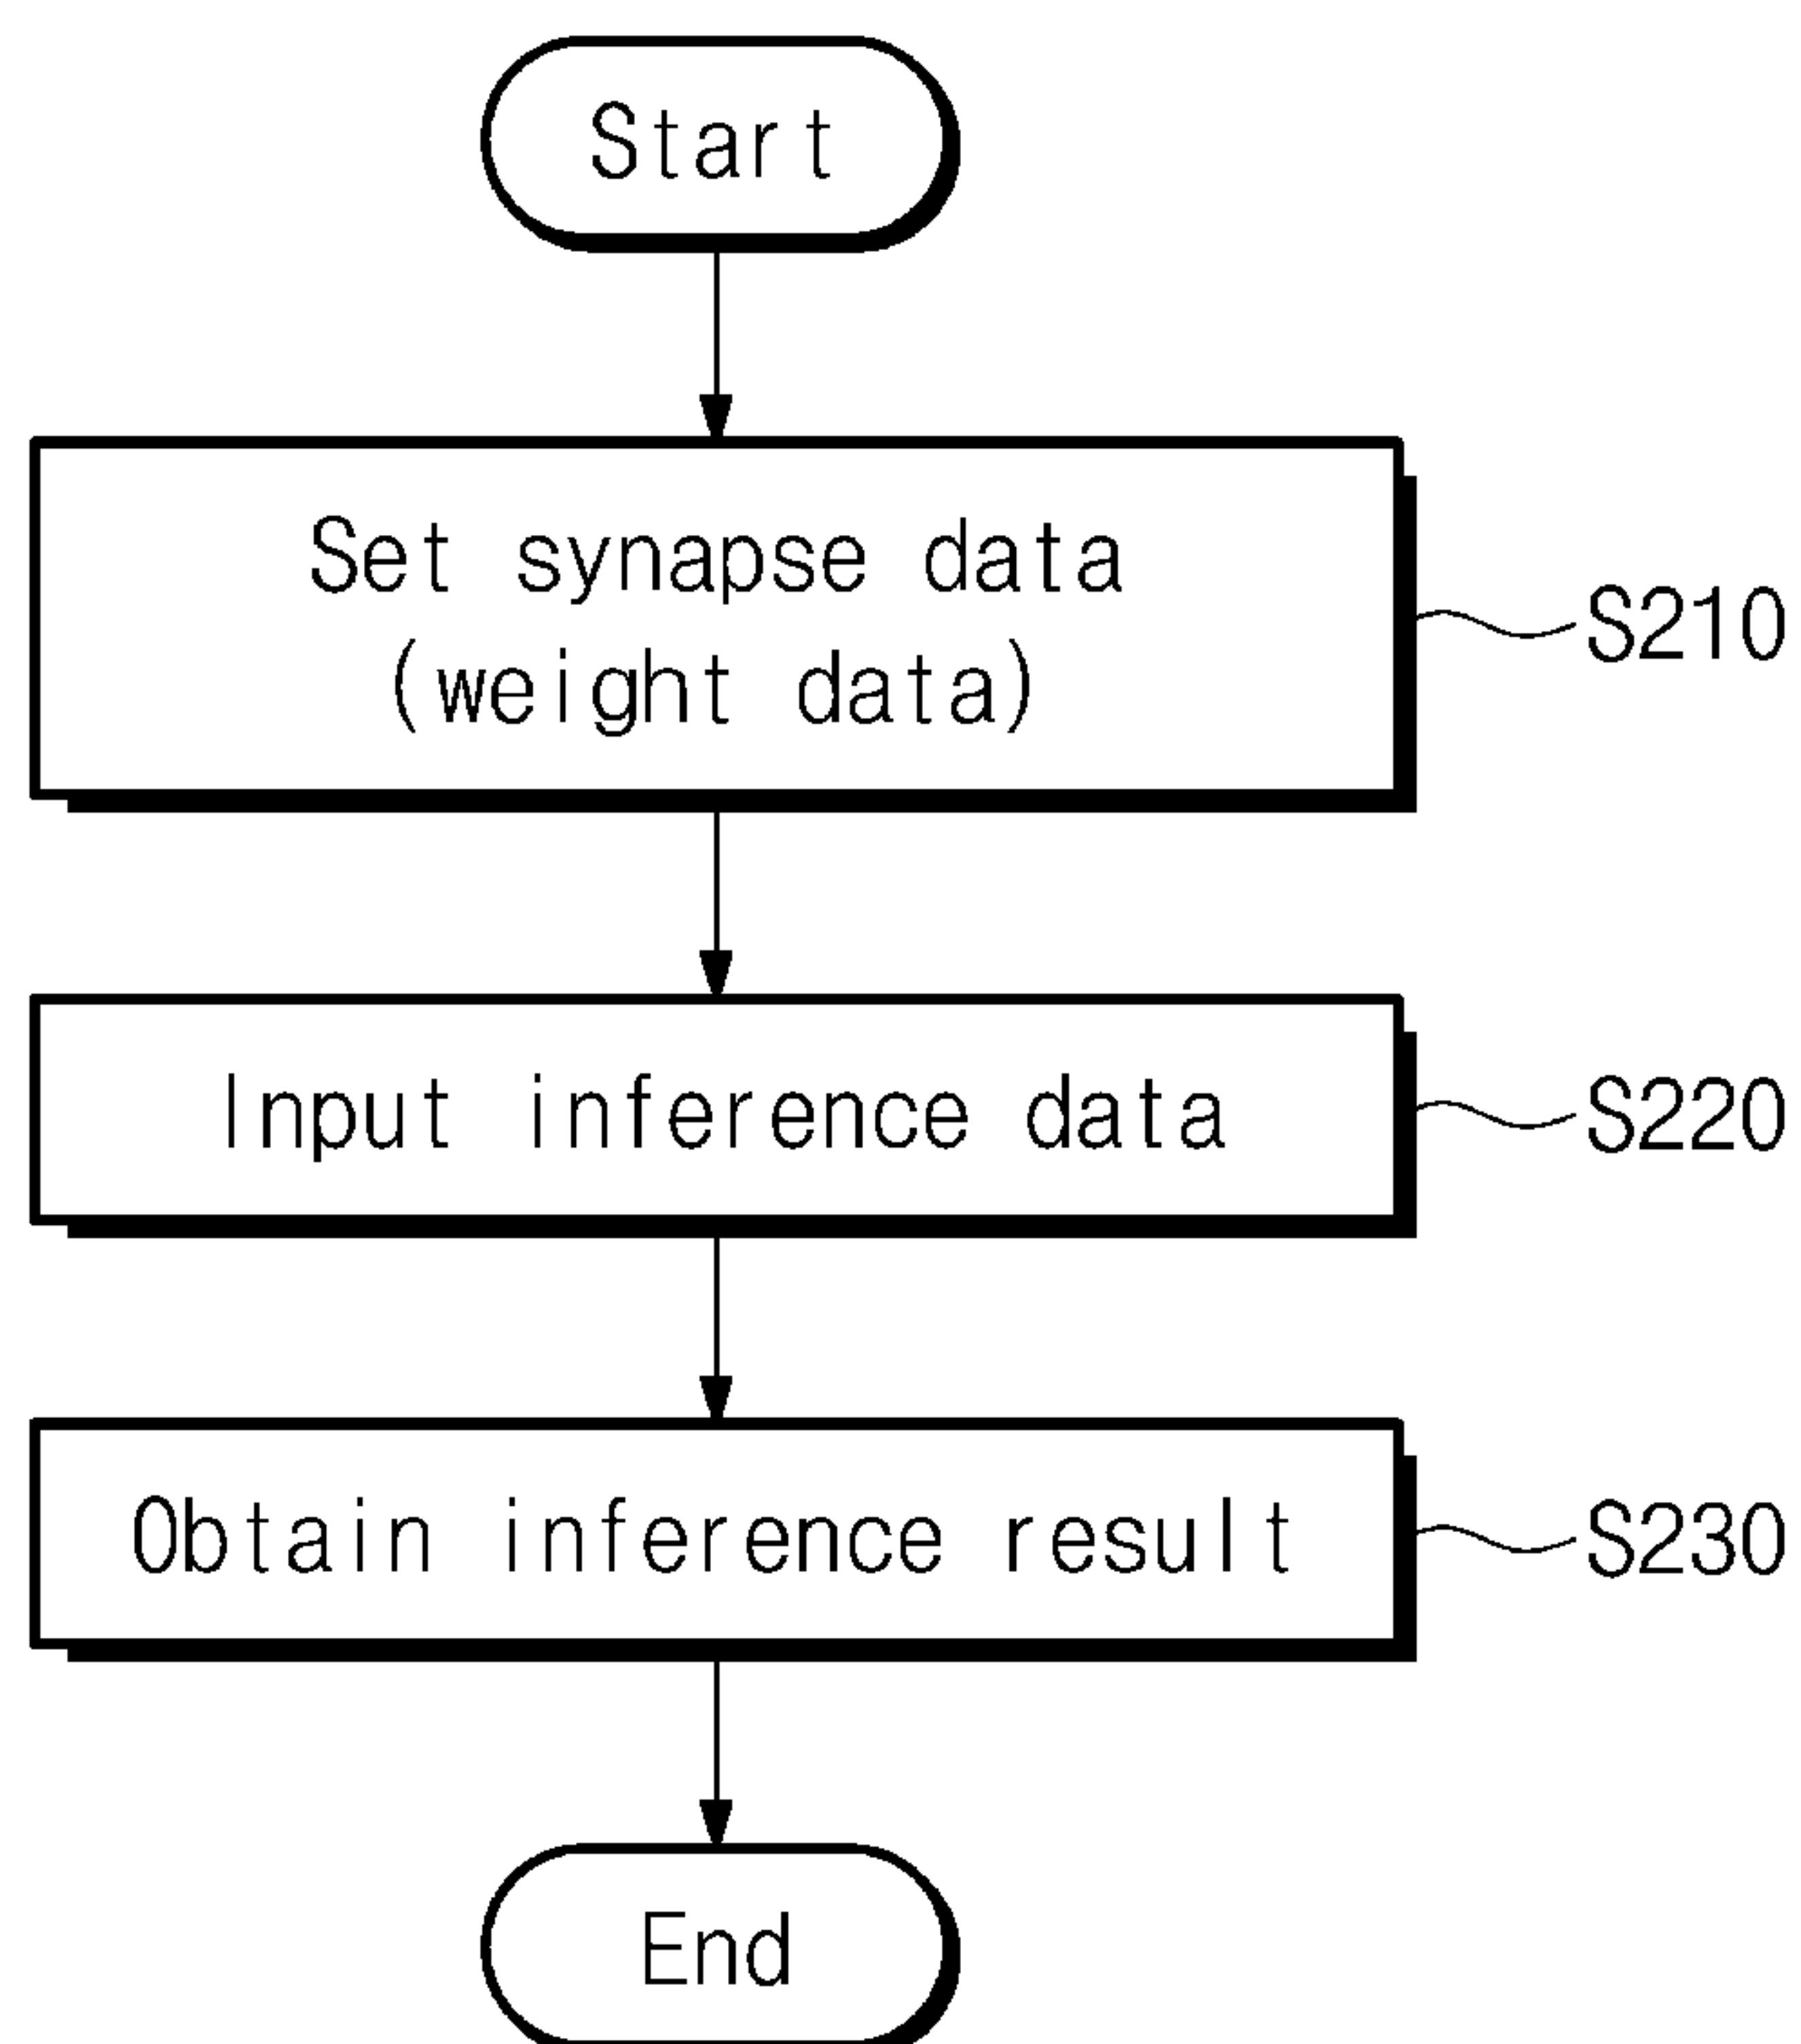 Start
Set synapse data
(weight data)
S210
Input inference data
S220
Obtain inference result
S230
End